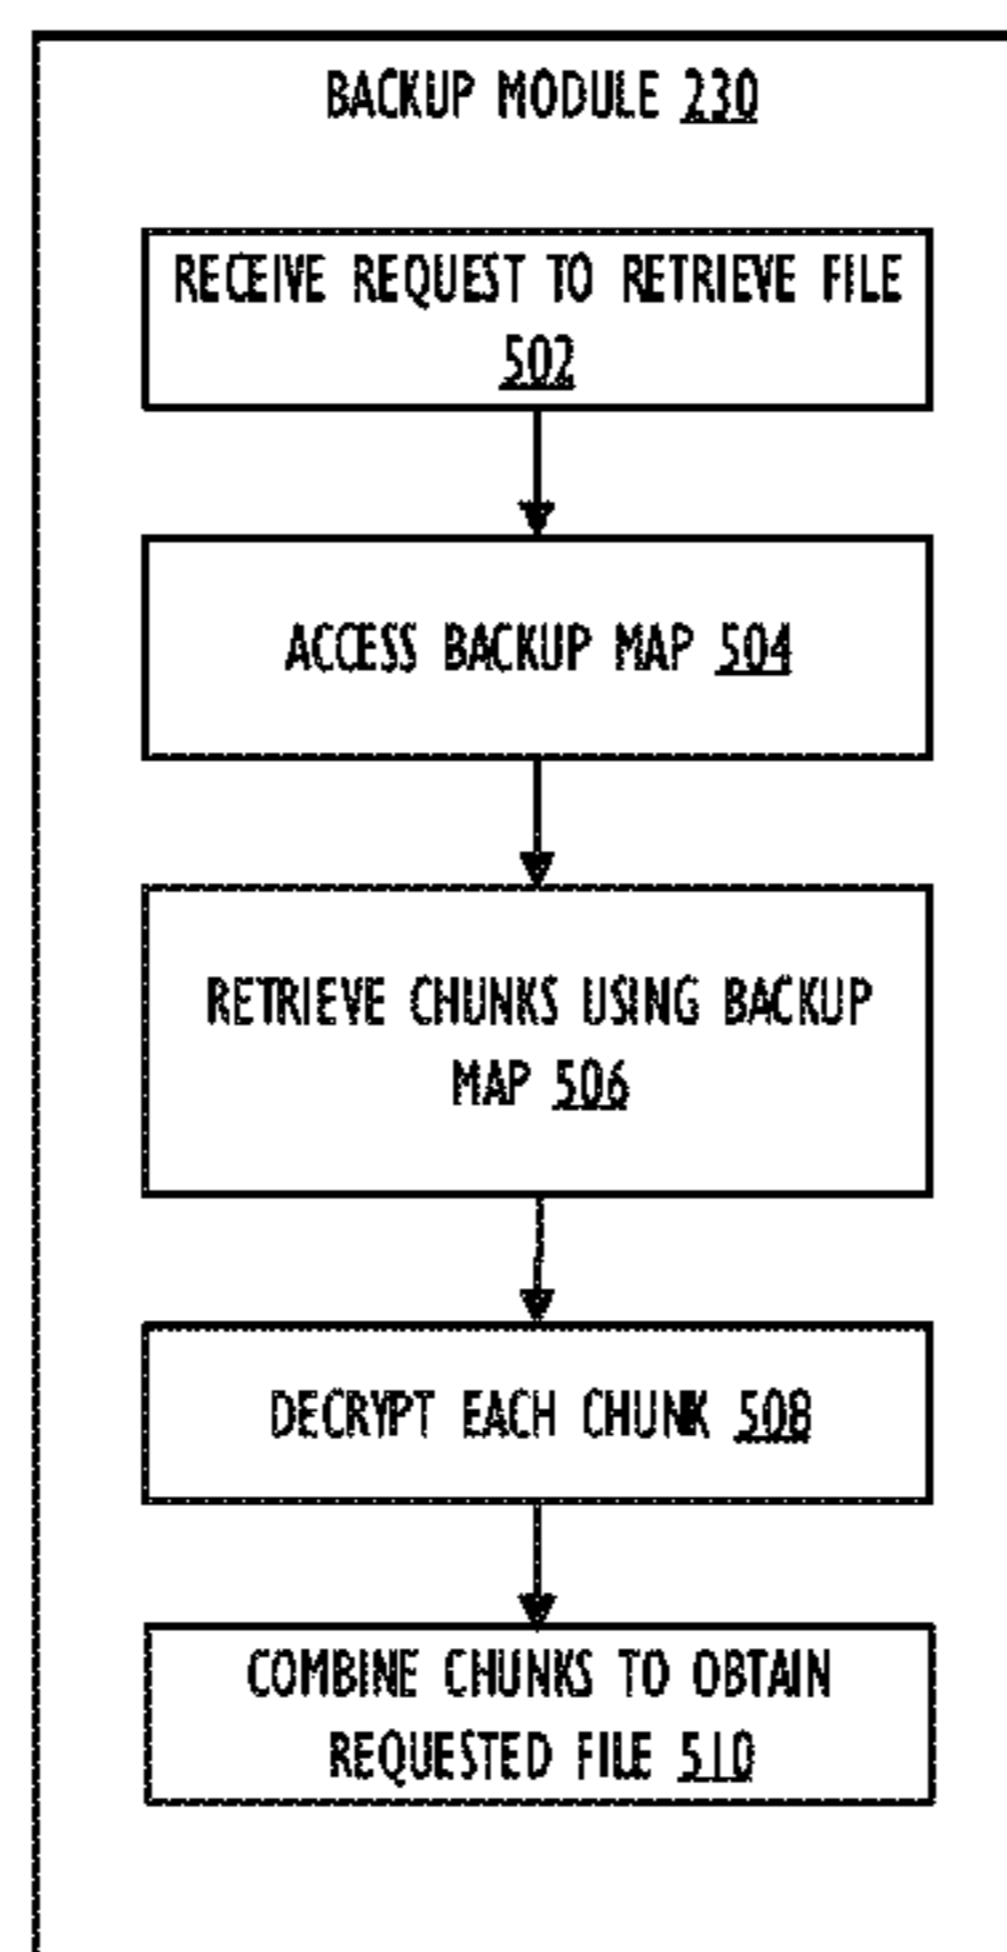 BACKUP MODULE 230
RECEIVE REQUEST TO RETRIEVE FILE
502
ACCESS BACKUP MAP 504
RETRIEVE CHUNKS USING BACKUP
MAP 506
DECRYPT EACH CHUNK 508
COMBINE CHUNKS TO OBTAIN
REQUESTED FILE 510